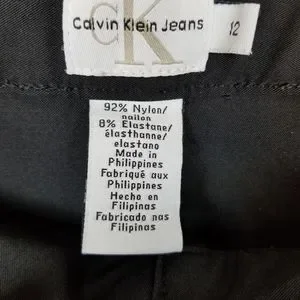 cK
Calvin Klein Jeans
12
92% Nylon/
nailon
8% Elastane/
élasthanne/
elastano
Made in
Philippines
Fabriqué aux
Philippines
Hecho en
Filipinas
Fabricado nas
Filipinas